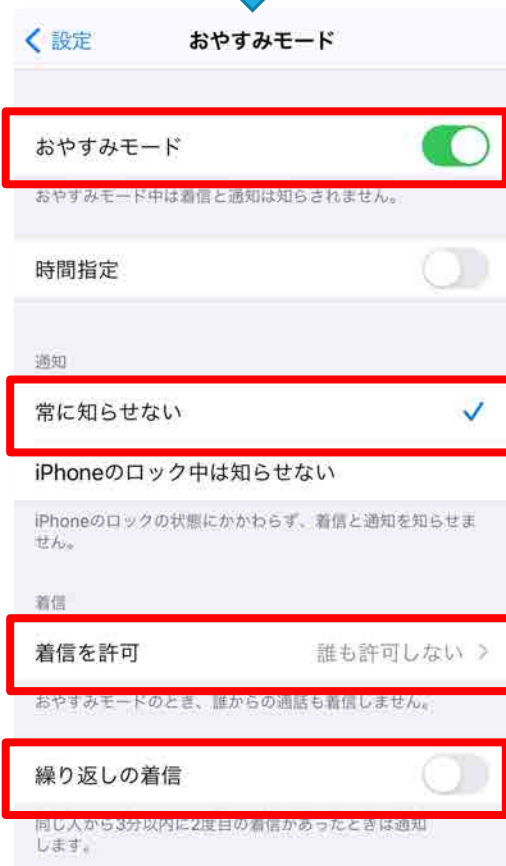 設定 おやすみモード
おやすみモード
おやすみモード中は着信と通知は知らされません。
時間指定
通知
常に知らせない
iPhoneのロック中は知らせない
iPhoneのロックの状態にかかわらず、着信と通知を知らせま
せん。
着信
着信を許可 誰も許可しない
おやすみモードのとき、誰からの通話も着信しません。
繰り返しの着信
同じ人から3分以内に2度目の着信があったときは通知
します。